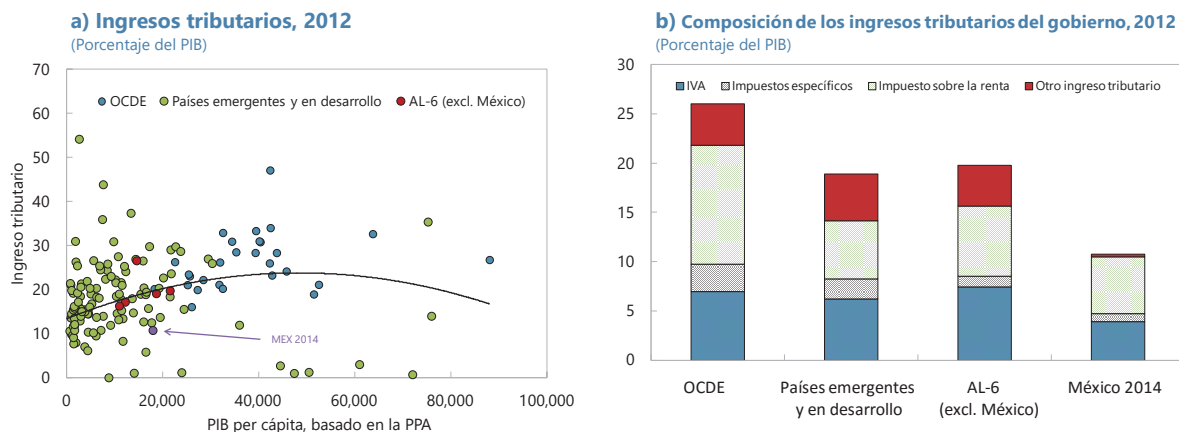 a) Ingresos tributarios, 2012
(Porcentaje del PIB)
70
60
50
40
30
20
10
0
Ingreso tributario
OCDE
Países emergentes y en desarrollo
AL-6 (excl. México)
MEX 2014
0
20,000
40,000
60,000
80,000
100,000
PIB per cápita, basado en la PPA
b) Composición de los ingresos tributarios del gobierno, 2012
(Porcentaje del PIB)
30
25
20
15
10
5
0
IVA
Impuestos específicos
Impuesto sobre la renta
Otro ingreso tributario
OCDE
Países emergentes
y en desarrollo
AL-6
(excl. México)
México 2014